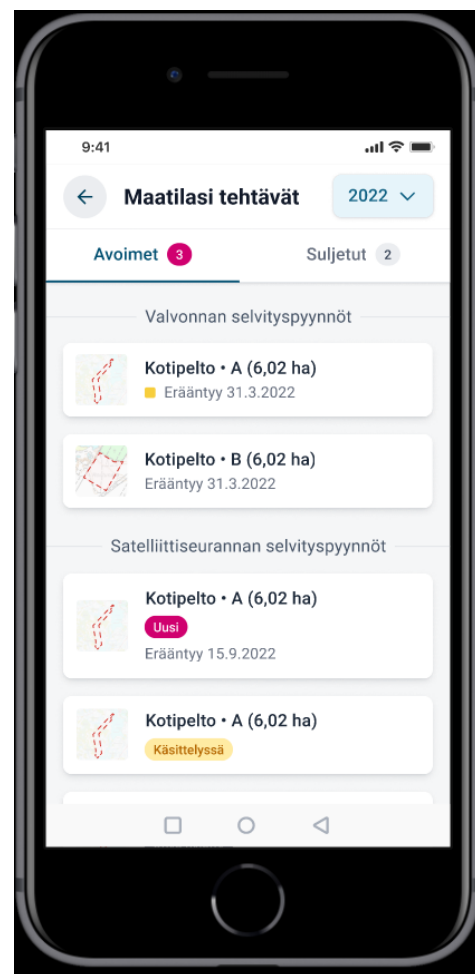 9:41
Maatilasi tehtävät
2022
Avoimet 3
Suljetut 2
Valvonnan selvityspyynnöt
Kotipelto • A (6,02 ha)
Erääntyy 31.3.2022
Kotipelto • B (6,02 ha)
Erääntyy 31.3.2022
Satelliittiseurannan selvityspyynnöt
Kotipelto • A (6,02 ha)
Uusi
Erääntyy 15.9.2022
Kotipelto • A (6,02 ha)
Käsittelyssä